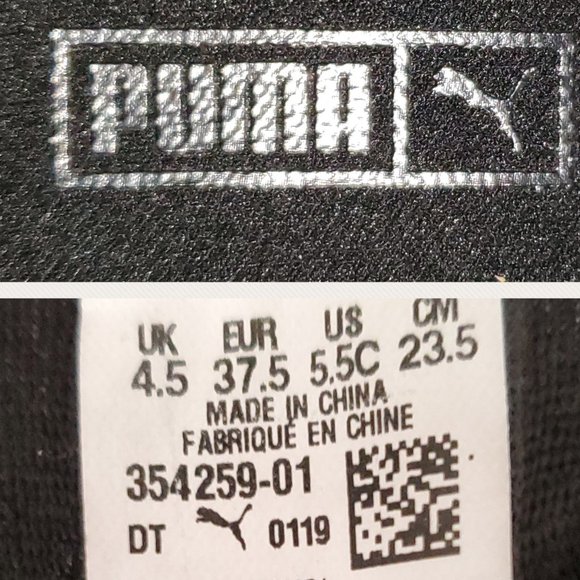 PUMA
UK EUR US CM
4.5 37.5 5.5C 23.5
MADE IN CHINA
FABRIQUÉ EN CHINE
354259-01
DT 0119